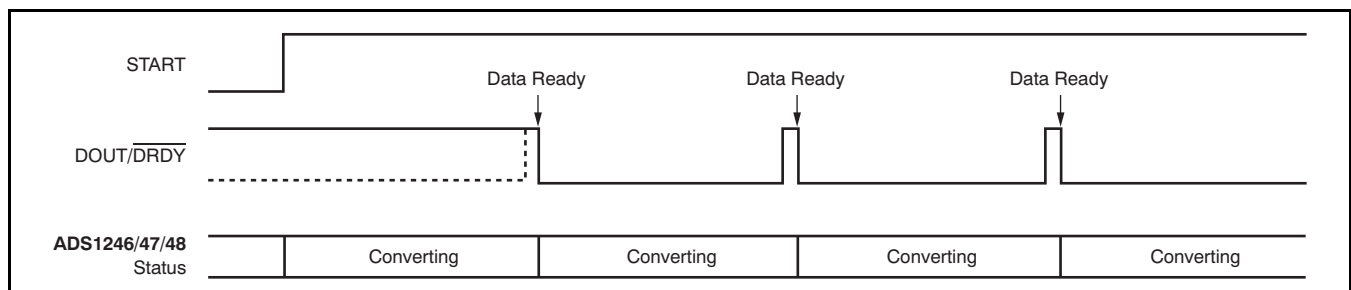 START
Data Ready Data Ready Data Ready
DOUT/DRDY
ADS1246/47/48
Status
Converting Converting Converting Converting